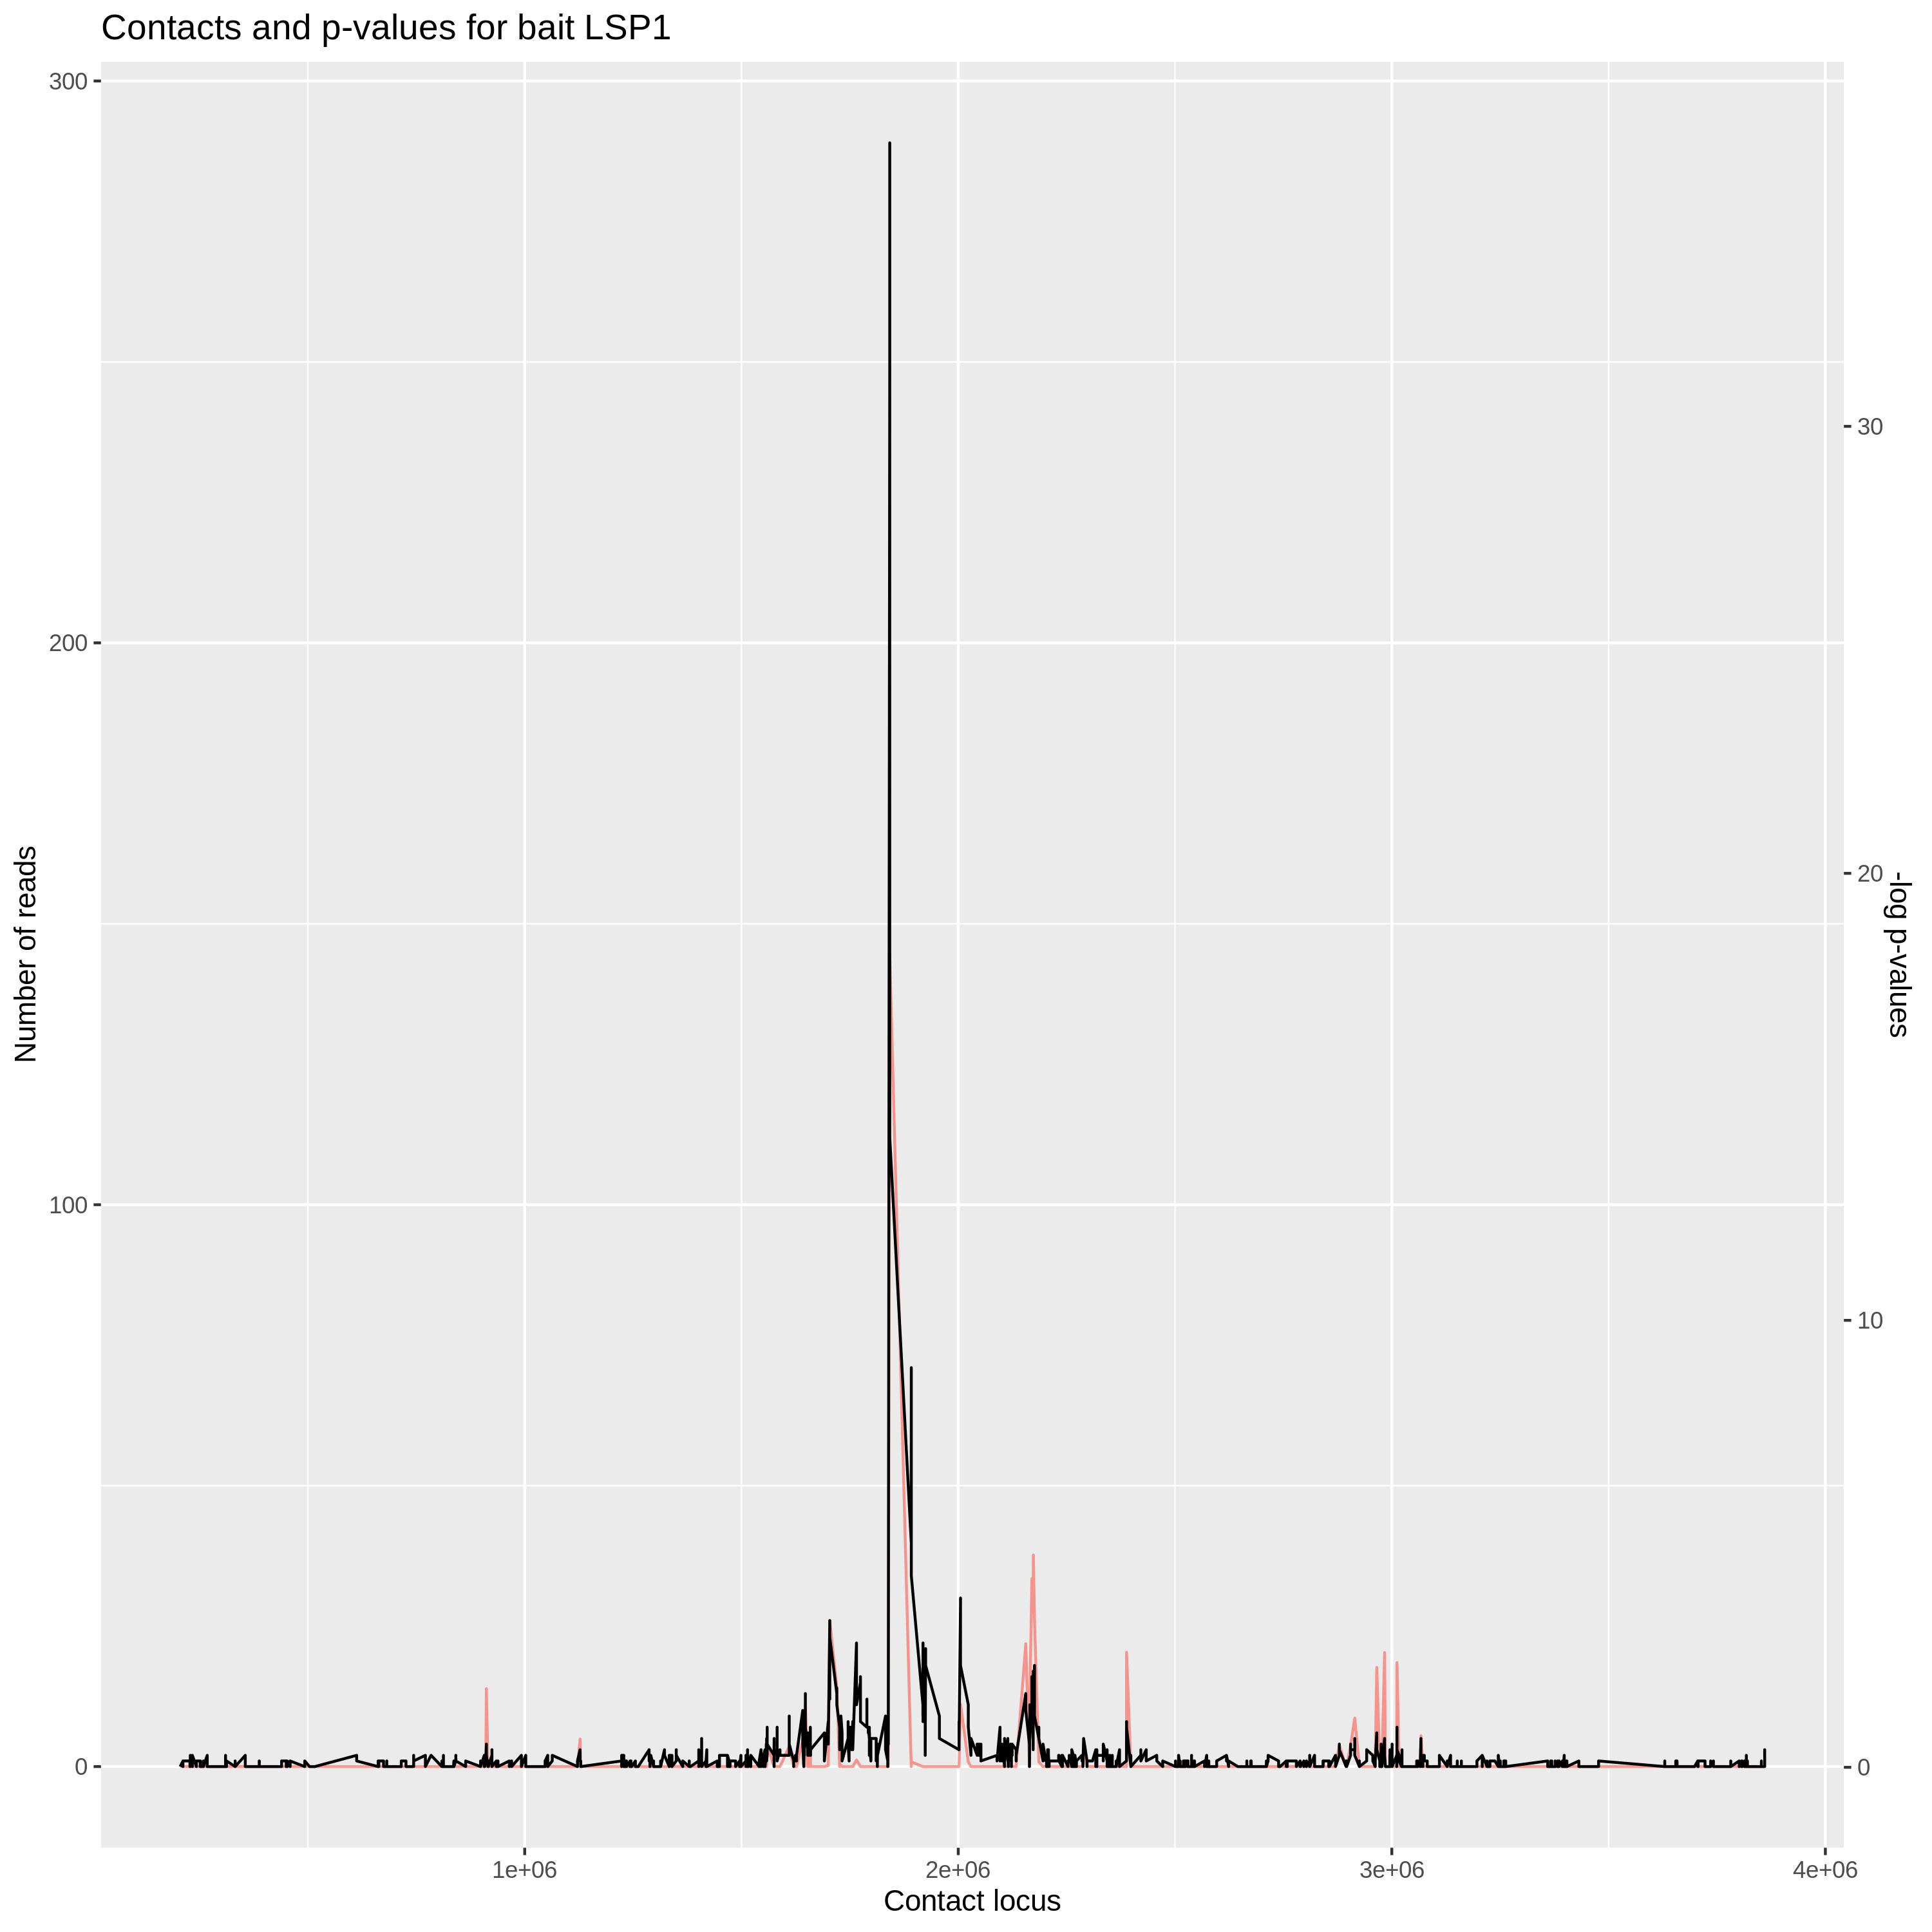 Contacts and p-values for bait LSP1
300
200
100
0
Number of reads
30
20
10
0
-log p-values
1e+06
2e+06
3e+06
4e+06
Contact locus